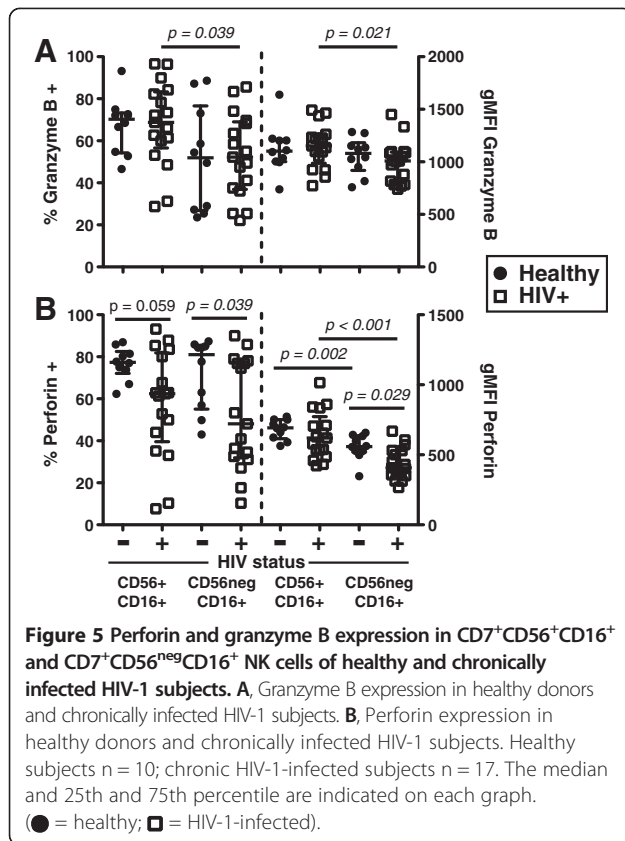 p = 0.039 p = 0.021
A
100
80
60
40
20
0
% Granzyme B +
2000
1500
1000
500
0
gMFI Granzyme B
● Healthy
□ HIV+
B
p = 0.059 p = 0.039
p < 0.001
p = 0.002
p = 0.029
100
80
60
40
20
0
% Perforin +
1500
1000
500
0
gMFI Perforin
- + - + - + - +
HIV status
CD56+ CD56neg CD56+ CD56neg
CD16+ CD16+ CD16+ CD16+
Figure 5 Perforin and granzyme B expression in CD7⁺CD56⁺CD16⁺
and CD7⁺CD56ⁿᵉᵍCD16⁺ NK cells of healthy and chronically
infected HIV-1 subjects. A, Granzyme B expression in healthy donors
and chronically infected HIV-1 subjects. B, Perforin expression in
healthy donors and chronically infected HIV-1 subjects. Healthy
subjects n = 10; chronic HIV-1-infected subjects n = 17. The median
and 25th and 75th percentile are indicated on each graph.
(● = healthy; □ = HIV-1-infected).